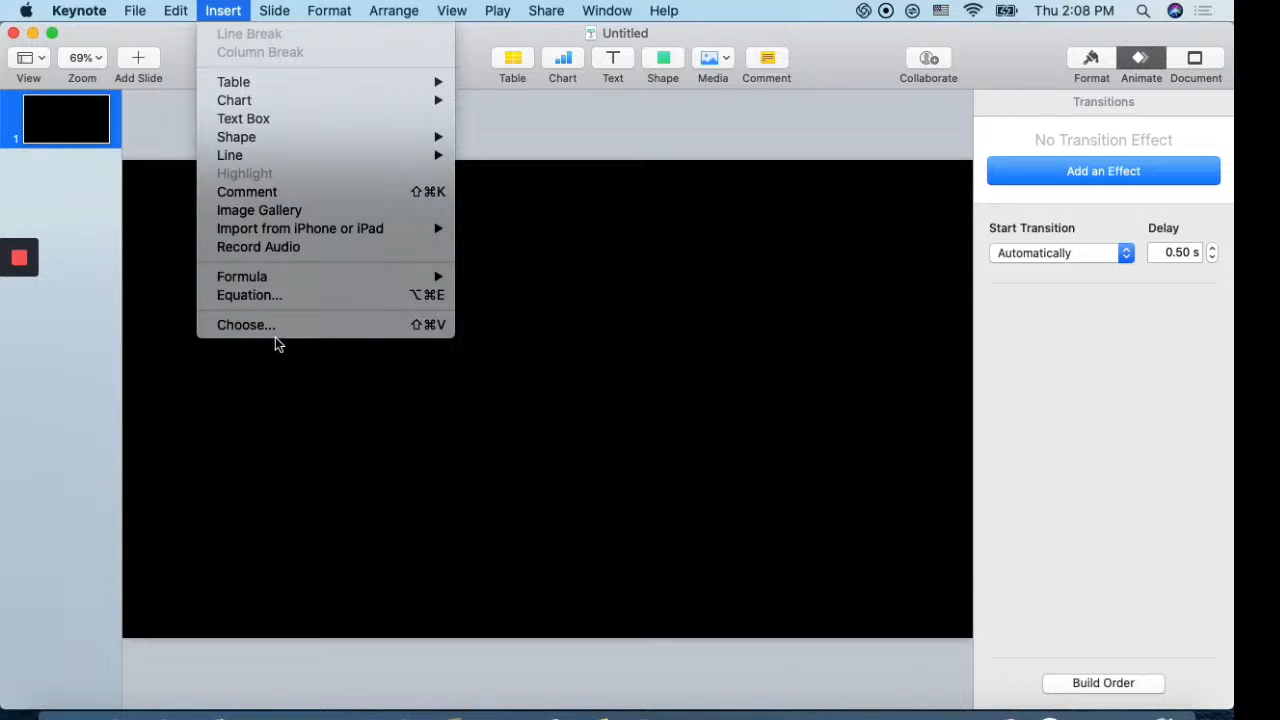 Keynote File Edit Insert Slide Format Arrange View Play Share Window Help Thu 2:08 PM
Untitled
69%
View Zoom Add Slide Table Chart Text Shape Media Comment Collaborate Format Animate Document
Line Break
Column Break
Table
Chart
Text Box
Shape
Line
Highlight
Comment ⇧⌘K
Image Gallery
Import from iPhone or iPad
Record Audio
Formula
Equation... ⌥⌘E
Choose... ⇧⌘V
1
Transitions
No Transition Effect
Add an Effect
Start Transition Delay
Automatically 0.50 s
Build Order